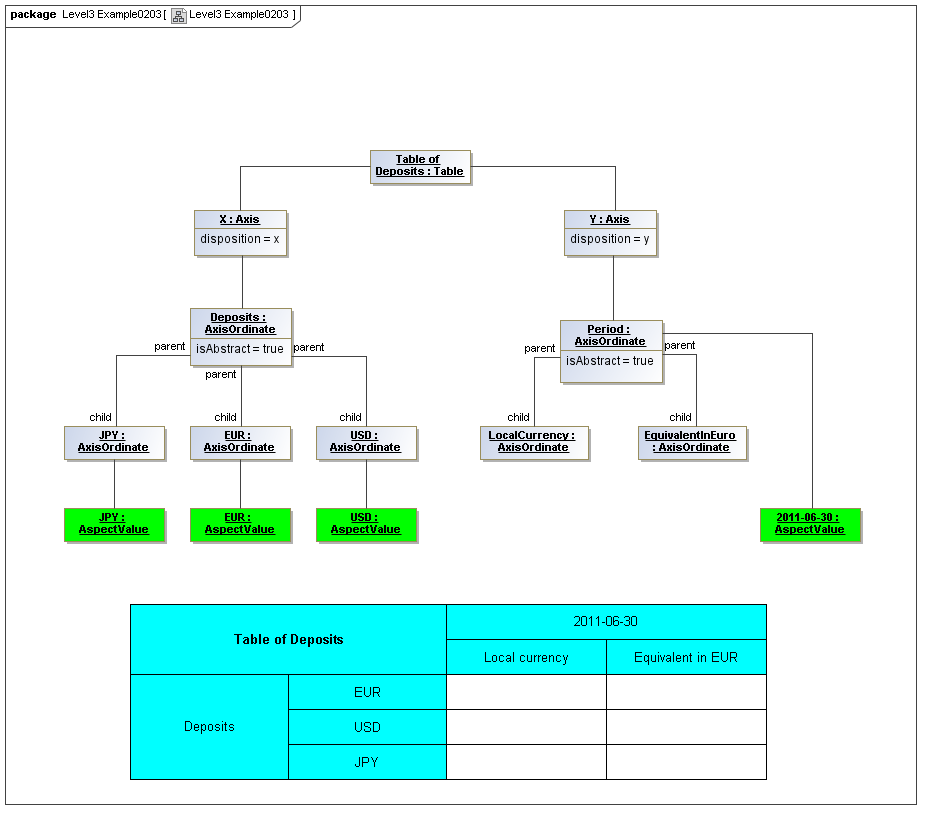 package Level3 Example0203 [ Level3 Example0203 ]
Table of
Deposits : Table
X : Axis
disposition = x
Y : Axis
disposition = y
Deposits :
AxisOrdinate
isAbstract = true
Period :
AxisOrdinate
isAbstract = true
parent
parent
parent
parent
parent
child
child
child
child
child
JPY :
AxisOrdinate
EUR :
AxisOrdinate
USD :
AxisOrdinate
LocalCurrency :
AxisOrdinate
EquivalentInEuro
: AxisOrdinate
JPY :
AspectValue
EUR :
AspectValue
USD :
AspectValue
2011-06-30 :
AspectValue
Table of Deposits
2011-06-30
Local currency
Equivalent in EUR
Deposits
EUR
USD
JPY